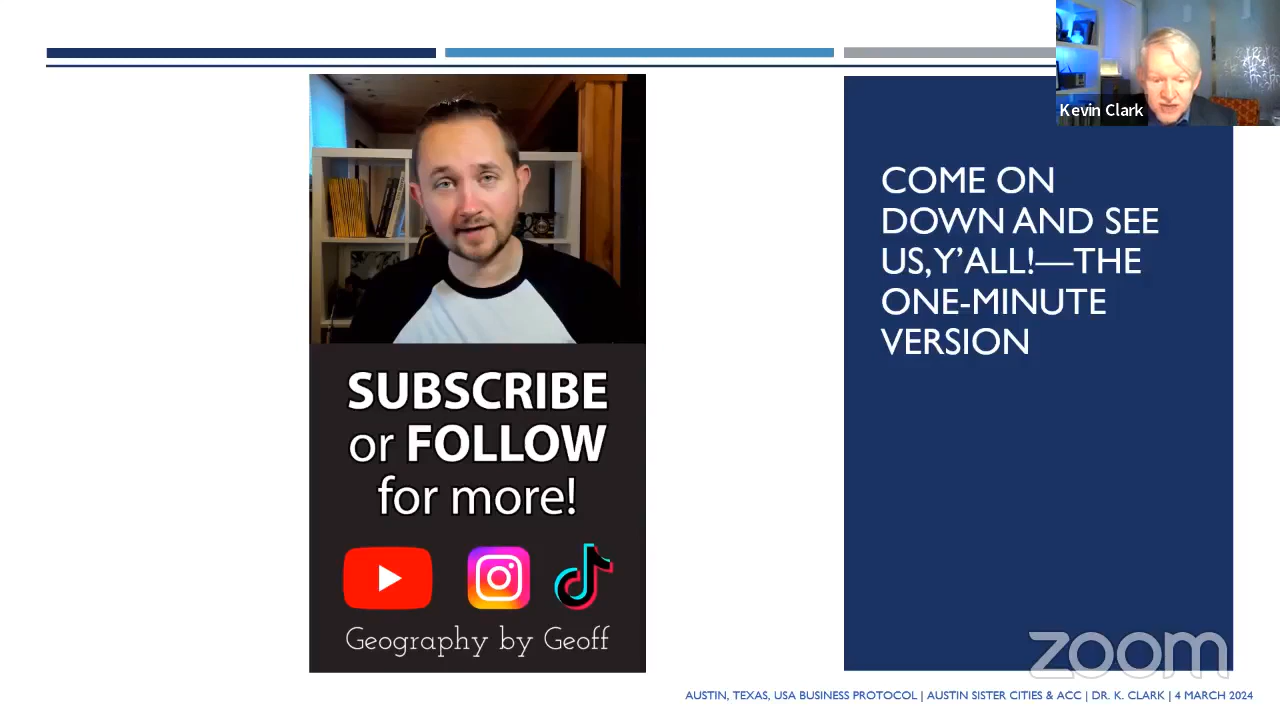 Kevin Clark
COME ON
DOWN AND SEE
US, Y’ALL!—THE
ONE-MINUTE
VERSION
SUBSCRIBE
or FOLLOW
for more!
Geography by Geoff
zoom
AUSTIN, TEXAS, USA BUSINESS PROTOCOL | AUSTIN SISTER CITIES & ACC | DR. K. CLARK | 4 MARCH 2024